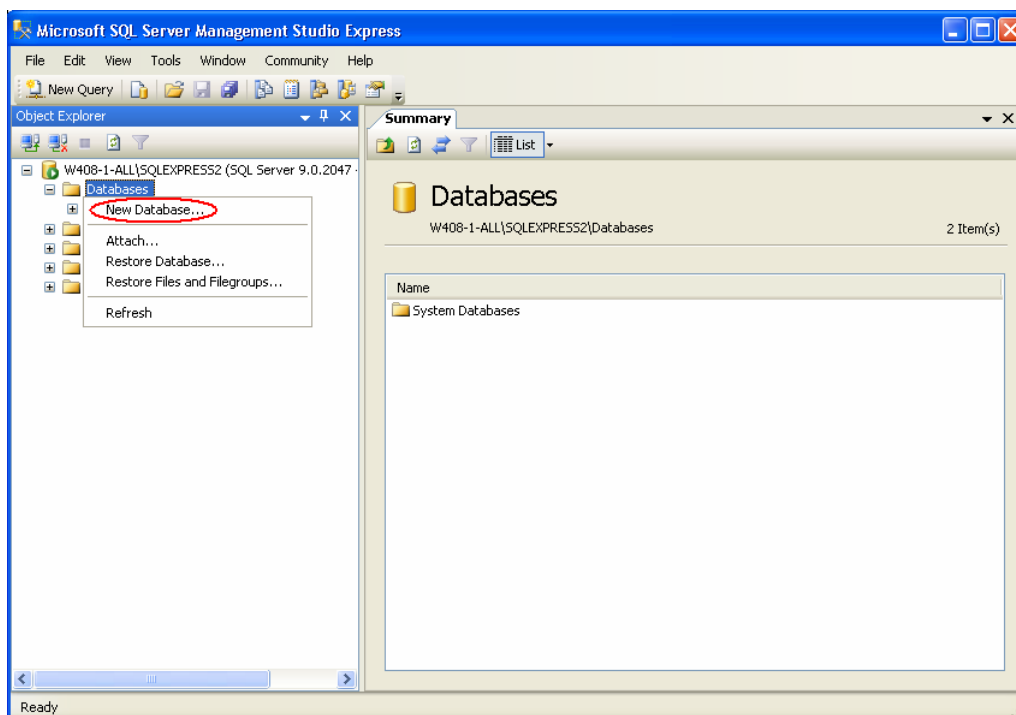 Microsoft SQL Server Management Studio Express
File Edit View Tools Window Community Help
New Query
Object Explorer
Summary
List
W408-1-ALL\SQLEXPRESS2 (SQL Server 9.0.2047 -
Databases
New Database...
Attach...
Restore Database...
Restore Files and Filegroups...
Refresh
Databases
W408-1-ALL\SQLEXPRESS2\Databases
2 Item(s)
Name
System Databases
Ready